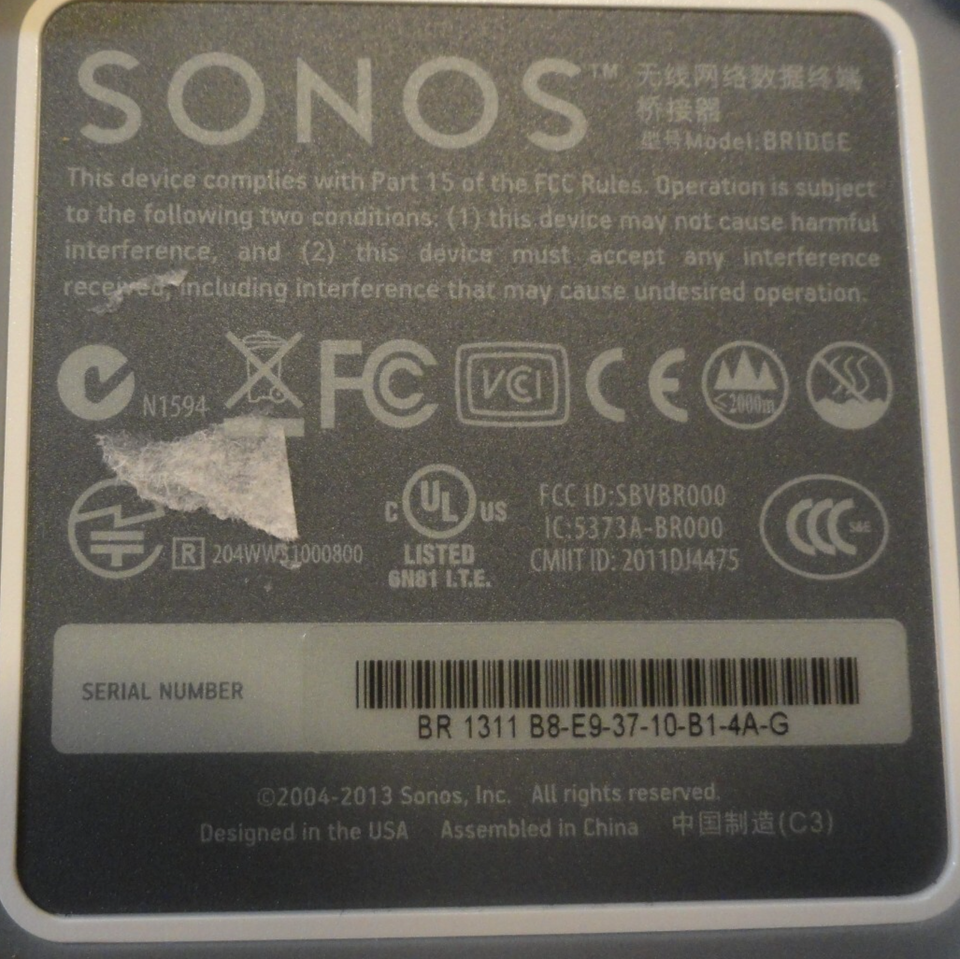 SONOS™
无线网络数据终端
桥接器
型号Model:BRIDGE
This device complies with Part 15 of the FCC Rules. Operation is subject
to the following two conditions: (1) this device may not cause harmful
interference, and (2) this device must accept any interference
received, including interference that may cause undesired operation.
N1594
FC
VCI
CE
≤2000m
R 204WW31000800
C UL US
LISTED
6N81 I.T.E.
FCC ID:SBVBR000
IC:5373A-BR000
CMIIT ID: 2011DJ4475
CCC S&E
SERIAL NUMBER
BR 1311 B8-E9-37-10-B1-4A-G
©2004-2013 Sonos, Inc. All rights reserved.
Designed in the USA Assembled in China 中国制造(C3)